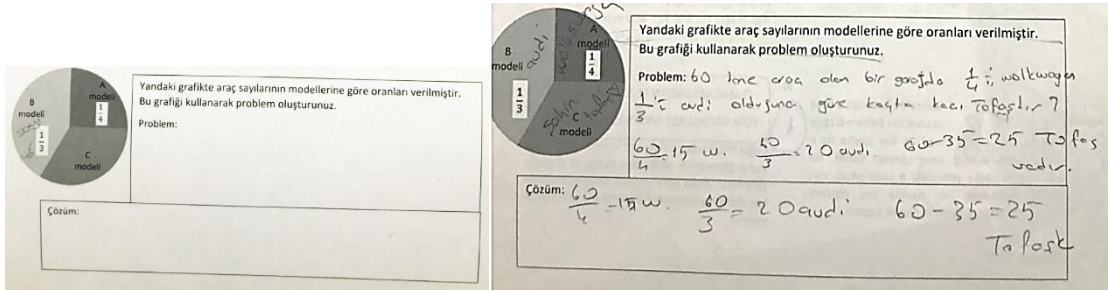 A
modeli
1
4
B
modeli
1
3
C
modeli
Yandaki grafikte araç sayılarının modellerine göre oranları verilmiştir.
Bu grafiği kullanarak problem oluşturunuz.
Problem:
Çözüm:
A
modeli
1
4
B
modeli
audi
1
3
şahin
C
modeli
Yandaki grafikte araç sayılarının modellerine göre oranları verilmiştir.
Bu grafiği kullanarak problem oluşturunuz.
Problem: 60 tane araç olan bir garajda 1/4 i wolkwagen
1/3 i audi olduğuna göre kaçta kaçı Tofaştır ?
60/4 = 15 w. 60/3 = 20 audi 60-35=25 Tofaş
vadır.
Çözüm: 60/4 = 15 w. 60/3 = 20 audi 60-35=25